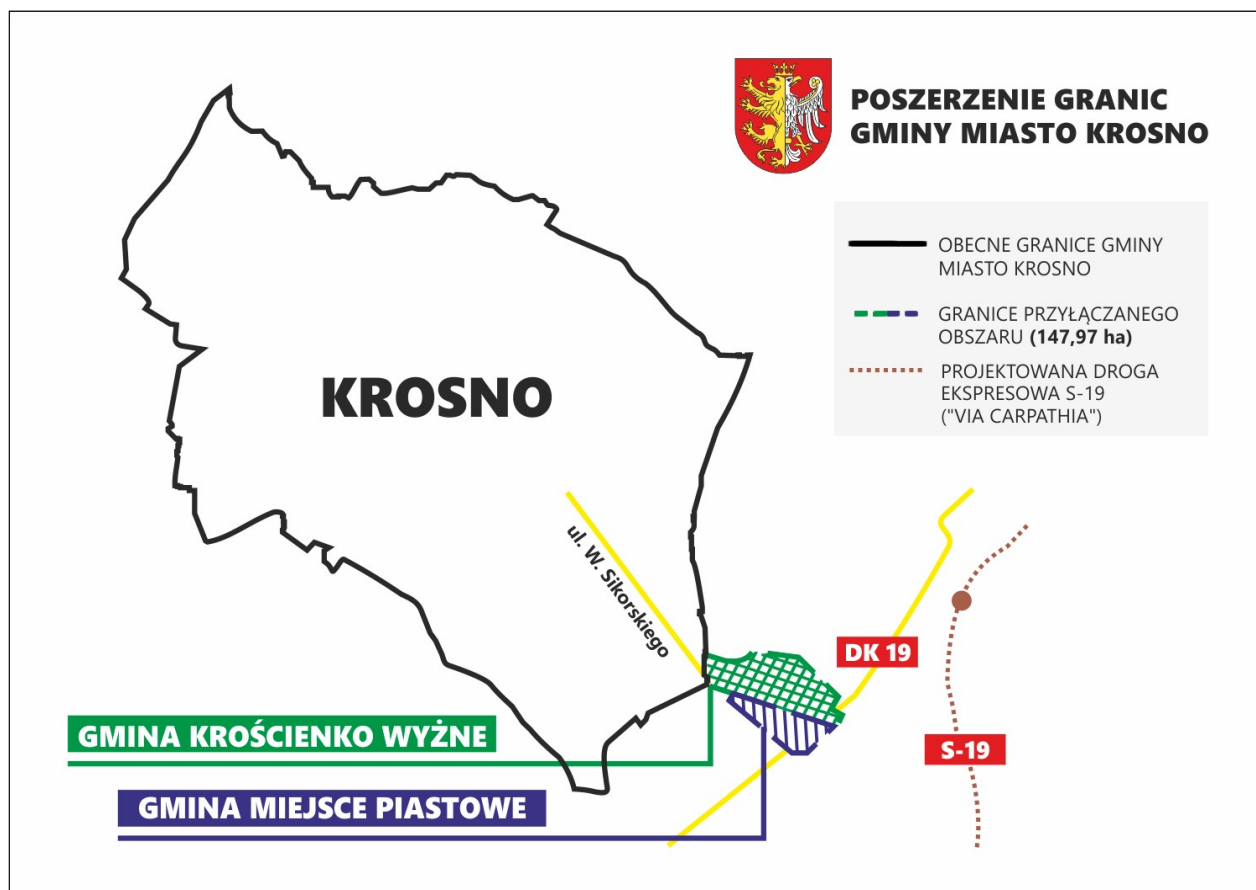 POSZERZENIE GRANIC
GMINY MIASTO KROSNO
OBECNE GRANICE GMINY
MIASTO KROSNO
GRANICE PRZYŁĄCZANEGO
OBSZARU (147,97 ha)
PROJEKTOWANA DROGA
EKSPRESOWA S-19
("VIA CARPATHIA")
KROSNO
ul. W. Sikorskiego
DK 19
GMINA KROŚCIENKO WYŻNE
S-19
GMINA MIEJSCE PIASTOWE